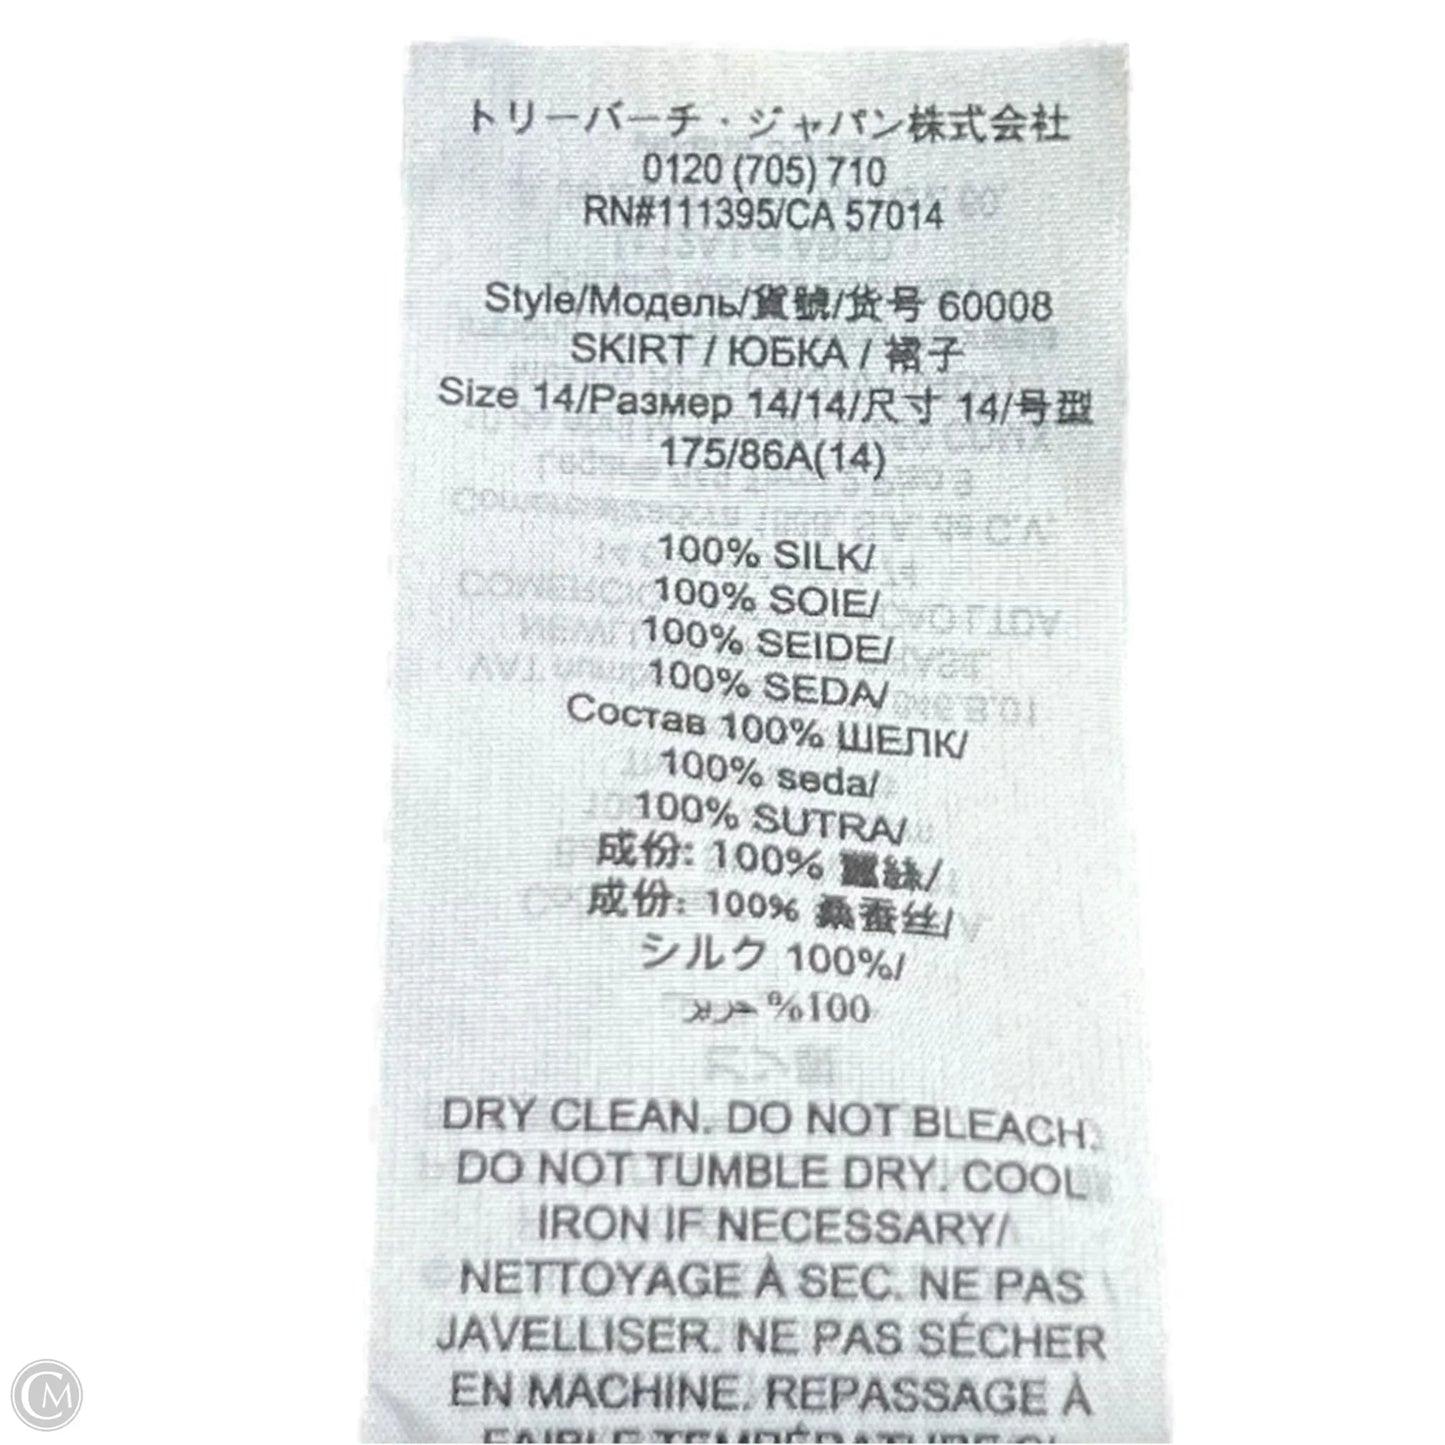 トリーバーチ・ジャパン株式会社
0120 (705) 710
RN#111395/CA 57014
Style/Модель/貨號/货号 60008
SKIRT / ЮБКА / 裙子
Size 14/Размер 14/14/尺寸 14/号型
175/86A(14)
100% SILK/
100% SOIE/
100% SEIDE/
100% SEDA/
Состав 100% ШЕЛК/
100% seda/
100% SUTRA/
成份: 100% 蠶絲/
成份: 100% 桑蚕丝/
シルク 100%/
100% حرير
DRY CLEAN. DO NOT BLEACH.
DO NOT TUMBLE DRY. COOL
IRON IF NECESSARY/
NETTOYAGE À SEC. NE PAS
JAVELLISER. NE PAS SÉCHER
EN MACHINE. REPASSAGE À
CM